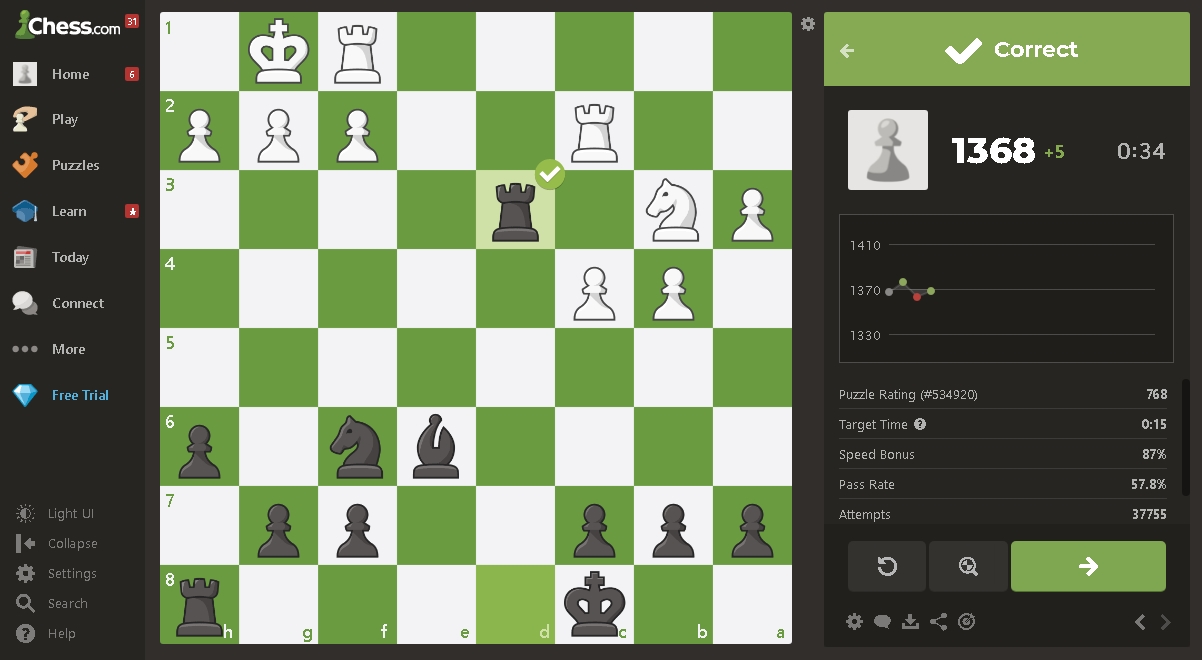 Chess.com 31
Home 6
Play
Puzzles
Learn
Today
Connect
More
Free Trial
Light UI
Collapse
Settings
Search
Help
1
2
3
4
5
6
7
8
h g f e d c b a
Correct
1368 +5 0:34
1410
1370
1330
Puzzle Rating (#534920) 768
Target Time ? 0:15
Speed Bonus 87%
Pass Rate 57.8%
Attempts 37755